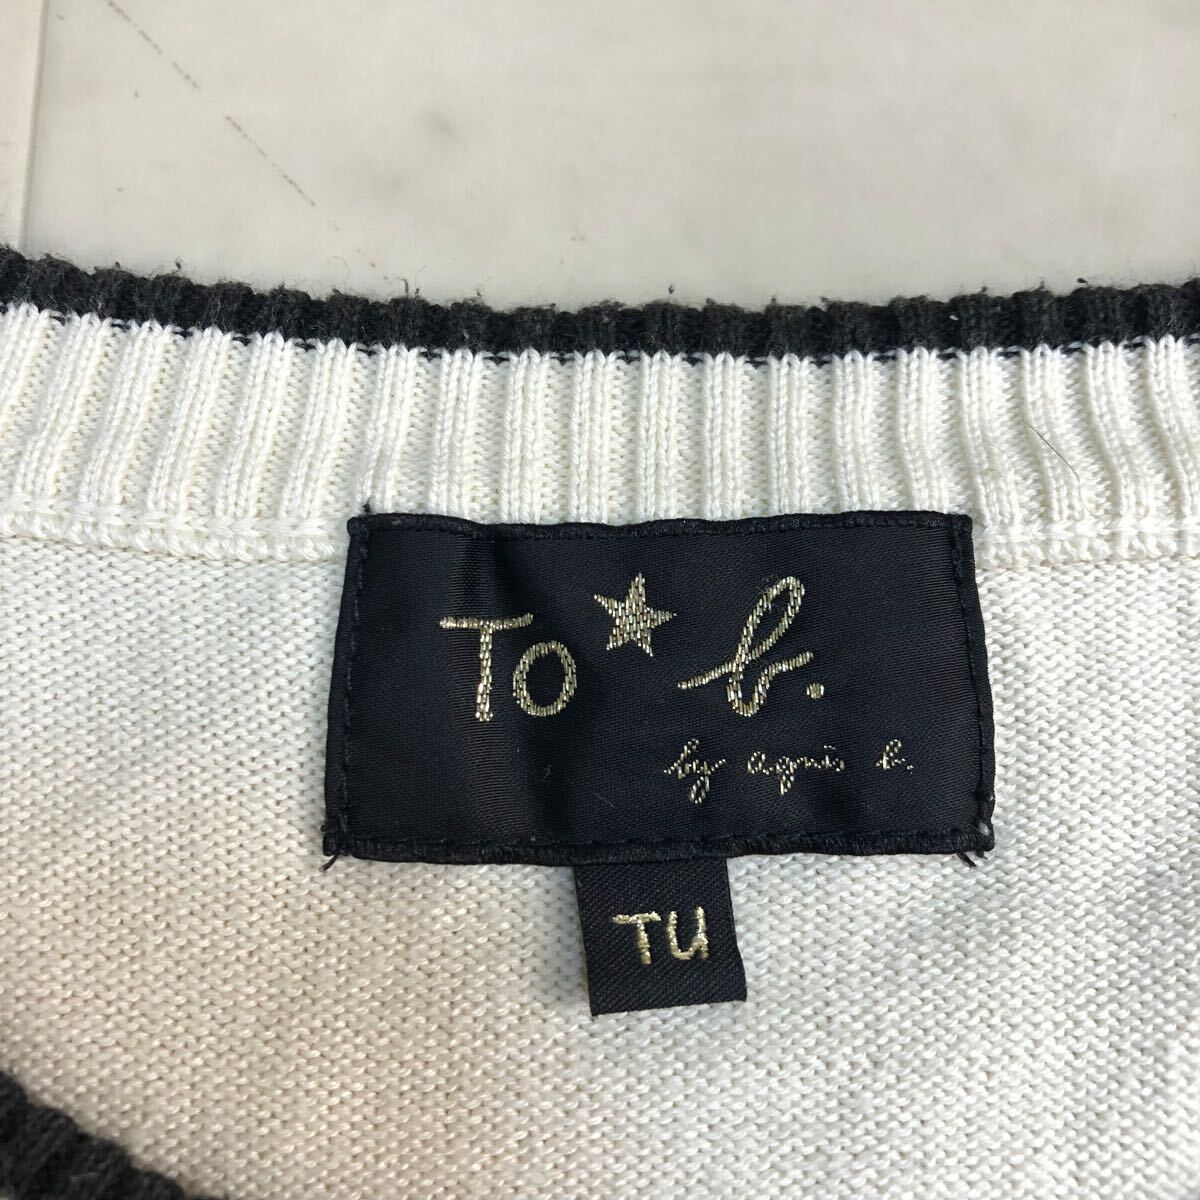 To★b.
by agnès b.
TU